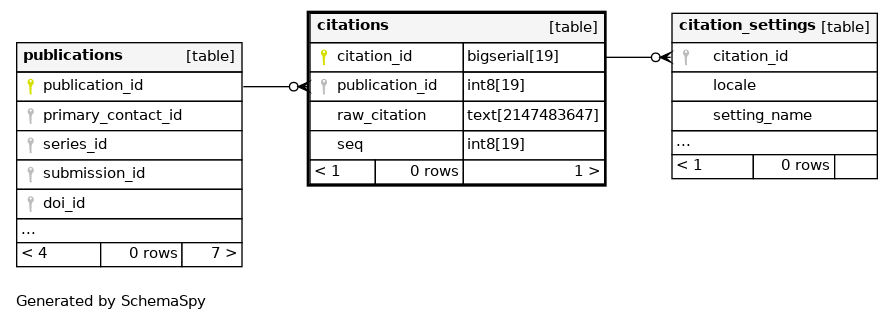 publications [table]
publication_id
primary_contact_id
series_id
submission_id
doi_id
...
< 4 0 rows 7 >
citations [table]
citation_id bigserial[19]
publication_id int8[19]
raw_citation text[2147483647]
seq int8[19]
< 1 0 rows 1 >
citation_settings [table]
citation_id
locale
setting_name
...
< 1 0 rows
Generated by SchemaSpy